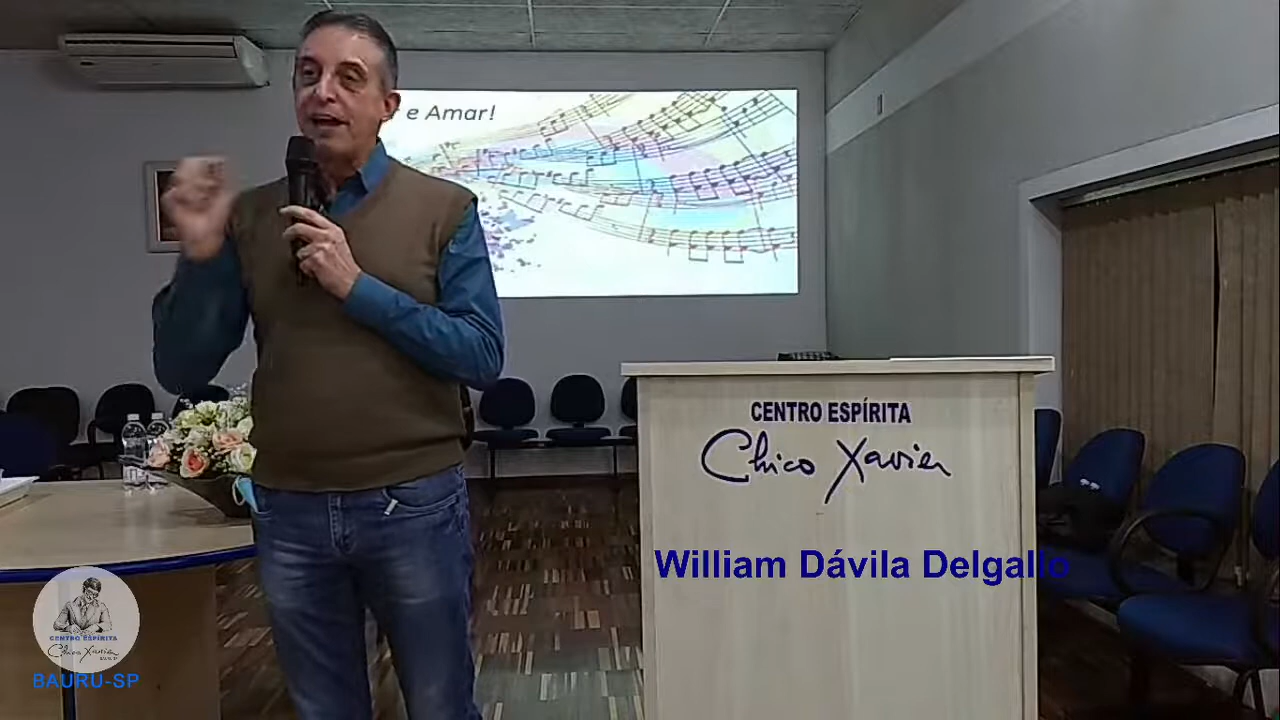 e Amar!
CENTRO ESPÍRITA
Chico Xavier
William Dávila Delgallo
CENTRO ESPÍRITA
Chico Xavier
BAURU-SP